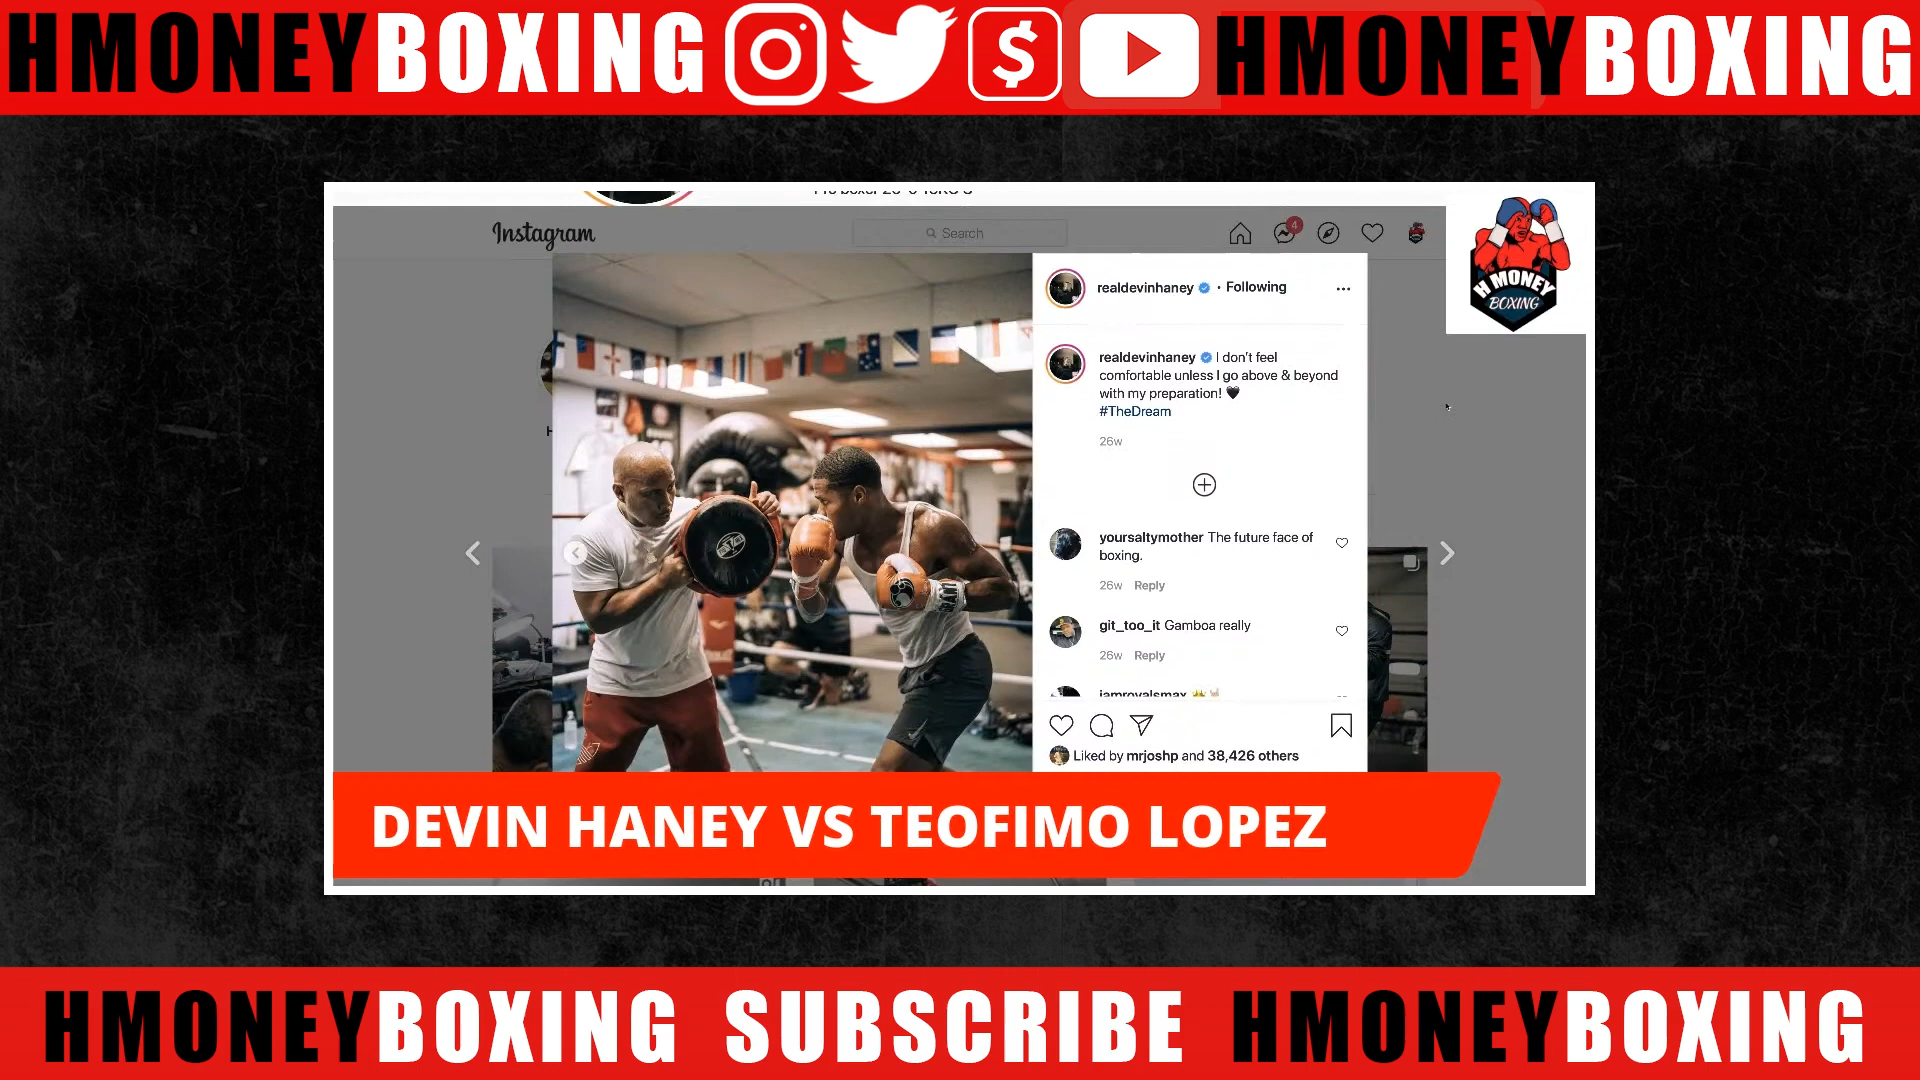 HMONEYBOXING HMONEYBOXING
Instagram
Search
4
realdevinhaney • Following
H MONEY
BOXING
realdevinhaney I don't feel
comfortable unless I go above & beyond
with my preparation! 🖤
#TheDream
26w
yoursaltymother The future face of
boxing.
26w Reply
git_too_it Gamboa really
26w Reply
iamroyalsmax
Liked by mrjoshp and 38,426 others
DEVIN HANEY VS TEOFIMO LOPEZ
HMONEYBOXING SUBSCRIBE HMONEYBOXING